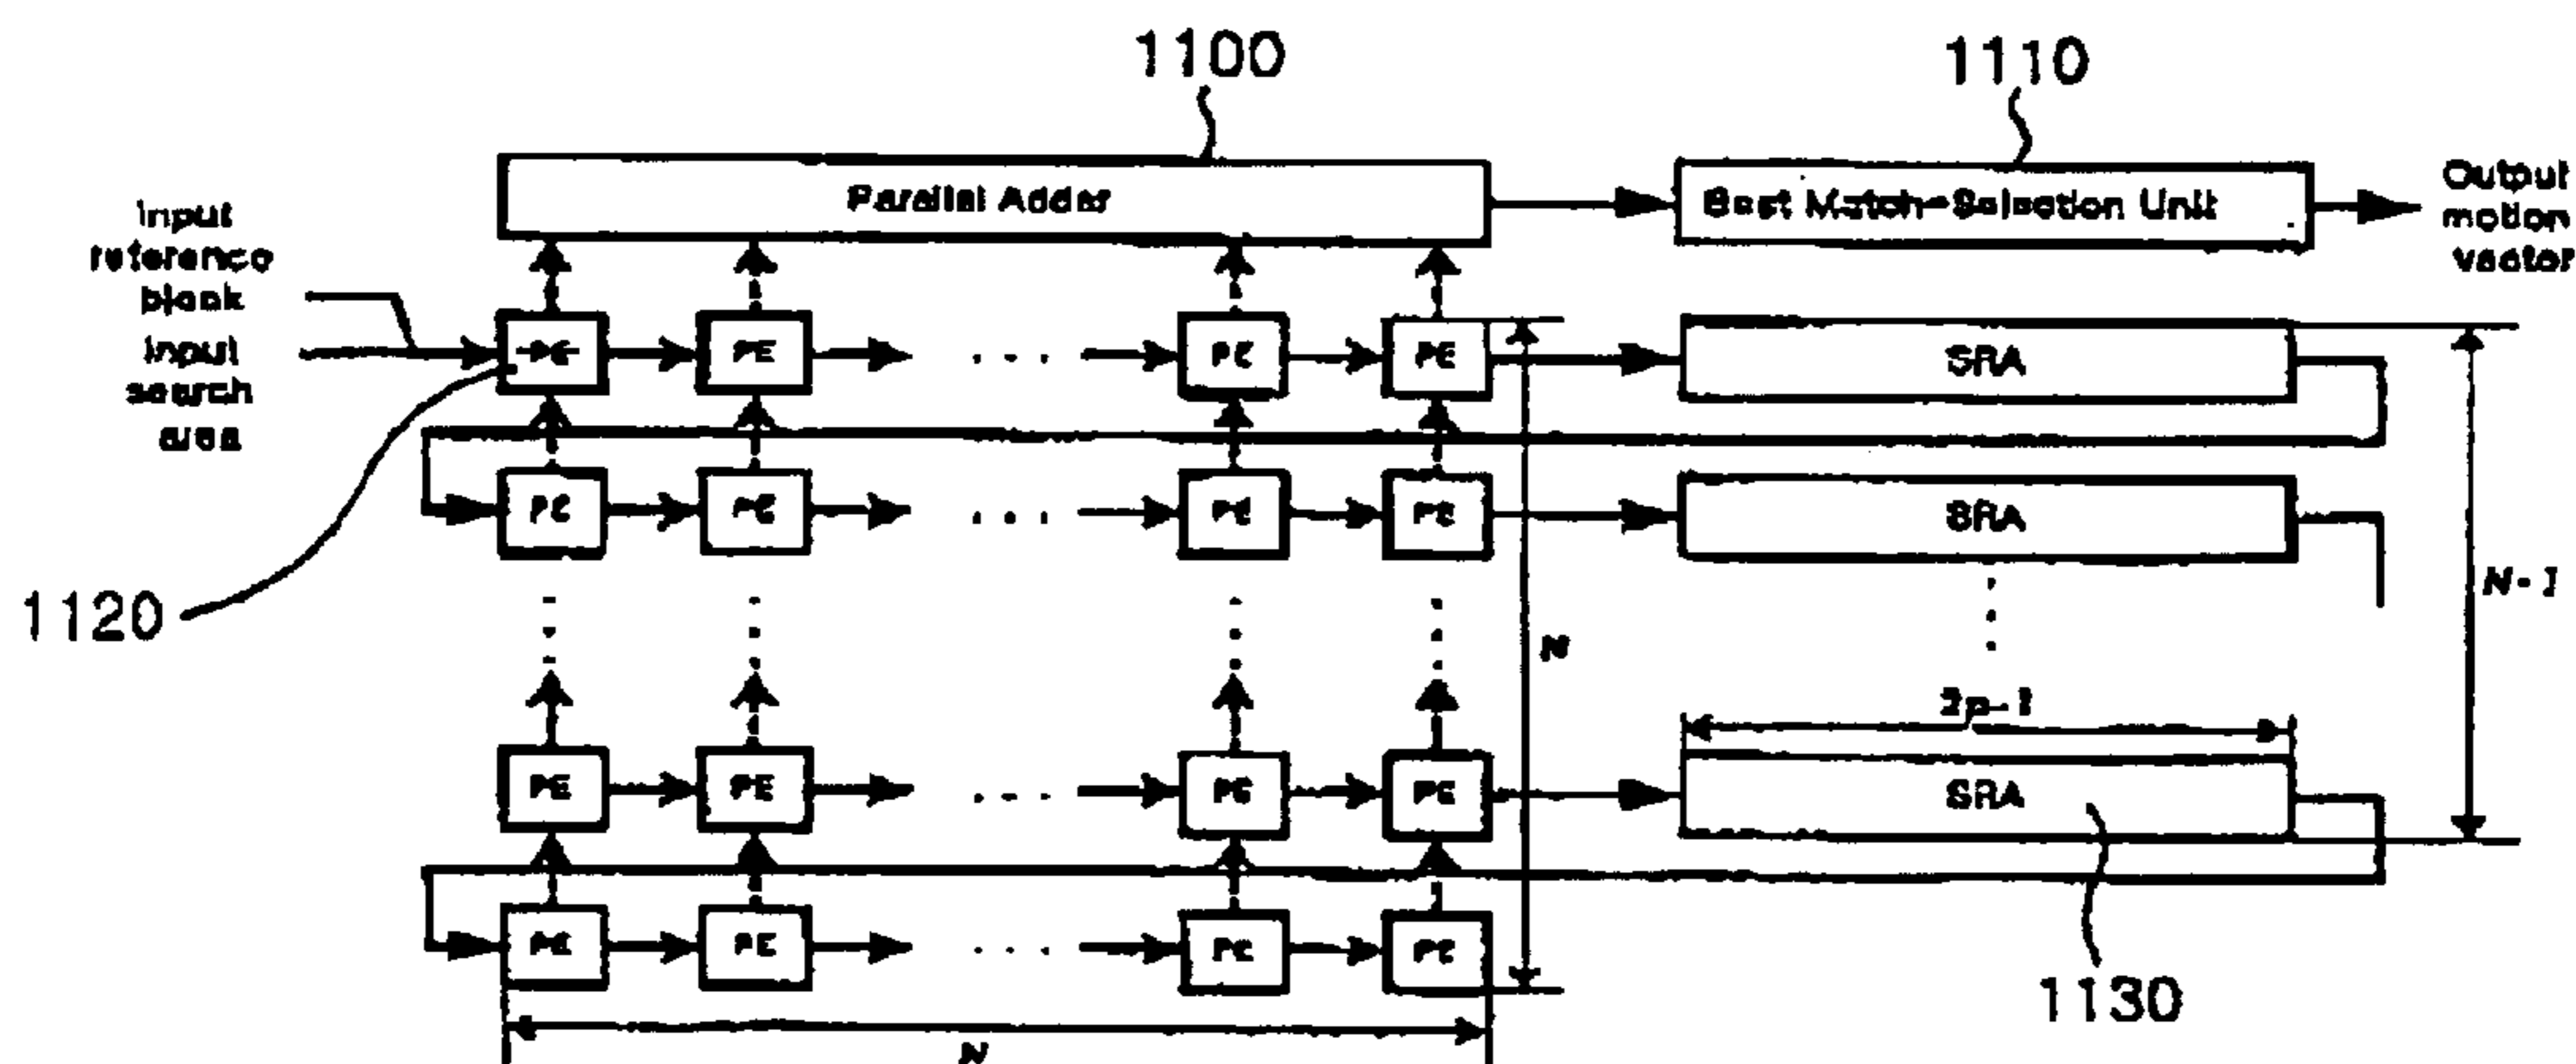 1100
1110
Parallel Adder
Best Match-Selection Unit
Output
motion
vector
Input
reference
block
Input
search
area
PE PE PE PE
SRA
PE PE PE PE
SRA
1120
N
N-1
2p-1
PE PE PE PE
SRA
PE PE PE PE
1130
N